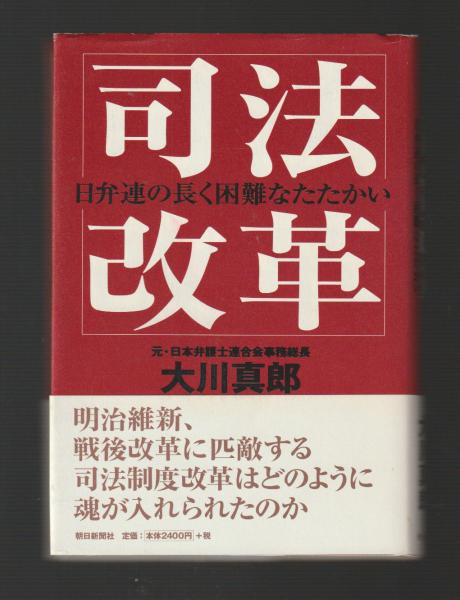 司法
日弁連の長く困難なたたかい
改革
元・日本弁護士連合会事務総長
大川真郎
明治維新、
戦後改革に匹敵する
司法制度改革はどのように
魂が入れられたのか
朝日新聞社 定価:本体2400円+税